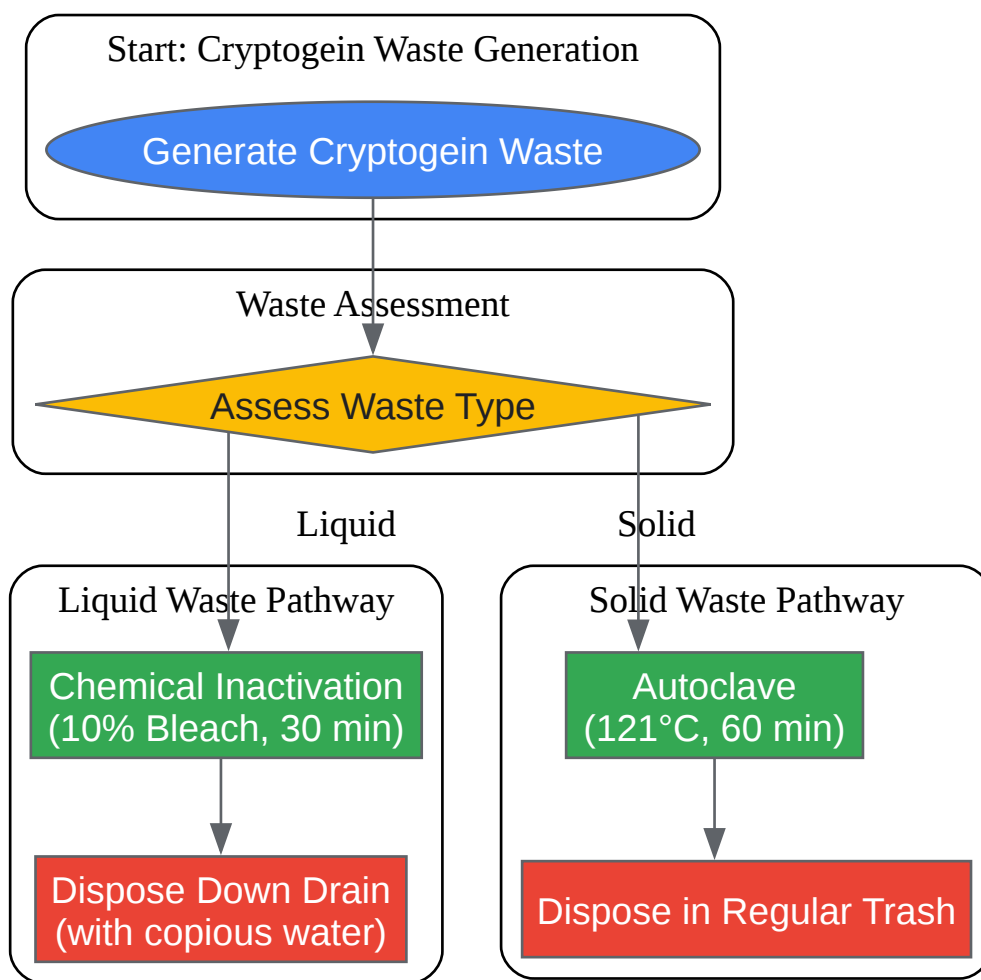 Start: Cryptogein Waste Generation
Generate Cryptogein Waste
Waste Assessment
Assess Waste Type
Liquid
Solid
Liquid Waste Pathway
Chemical Inactivation
(10% Bleach, 30 min)
Dispose Down Drain
(with copious water)
Solid Waste Pathway
Autoclave
(121°C, 60 min)
Dispose in Regular Trash